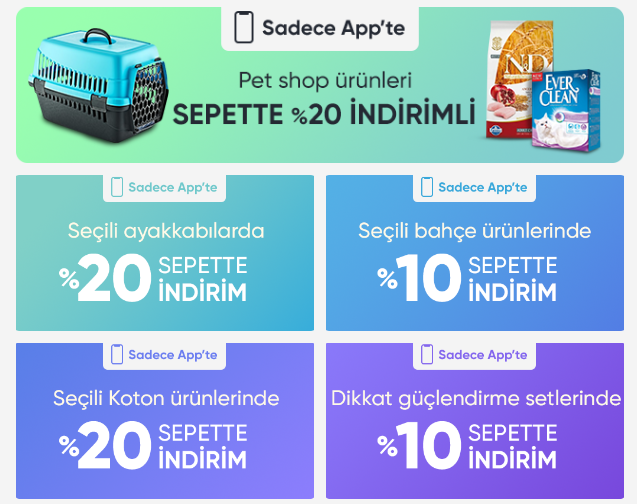 Sadece App'te
Pet shop ürünleri
SEPETTE %20 İNDİRİMLİ
N&D
EVER
CLEAN
Sadece App'te
Seçili ayakkabılarda
%20 SEPETTE
İNDİRİM
Sadece App'te
Seçili bahçe ürünlerinde
%10 SEPETTE
İNDİRİM
Sadece App'te
Seçili Koton ürünlerinde
%20 SEPETTE
İNDİRİM
Sadece App'te
Dikkat güçlendirme setlerinde
%10 SEPETTE
İNDİRİM